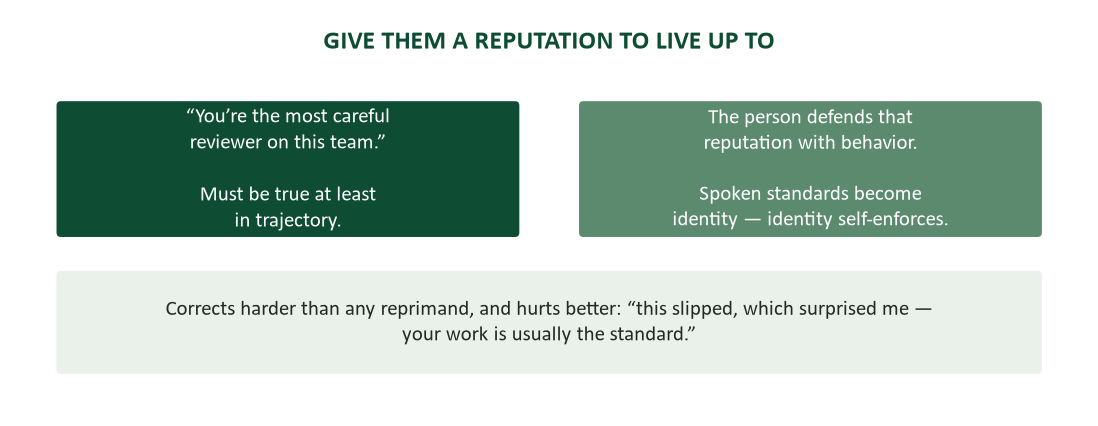 GIVE THEM A REPUTATION TO LIVE UP TO
“You’re the most careful
reviewer on this team.”
Must be true at least
in trajectory.
The person defends that
reputation with behavior.
Spoken standards become
identity — identity self-enforces.
Corrects harder than any reprimand, and hurts better: “this slipped, which surprised me —
your work is usually the standard.”